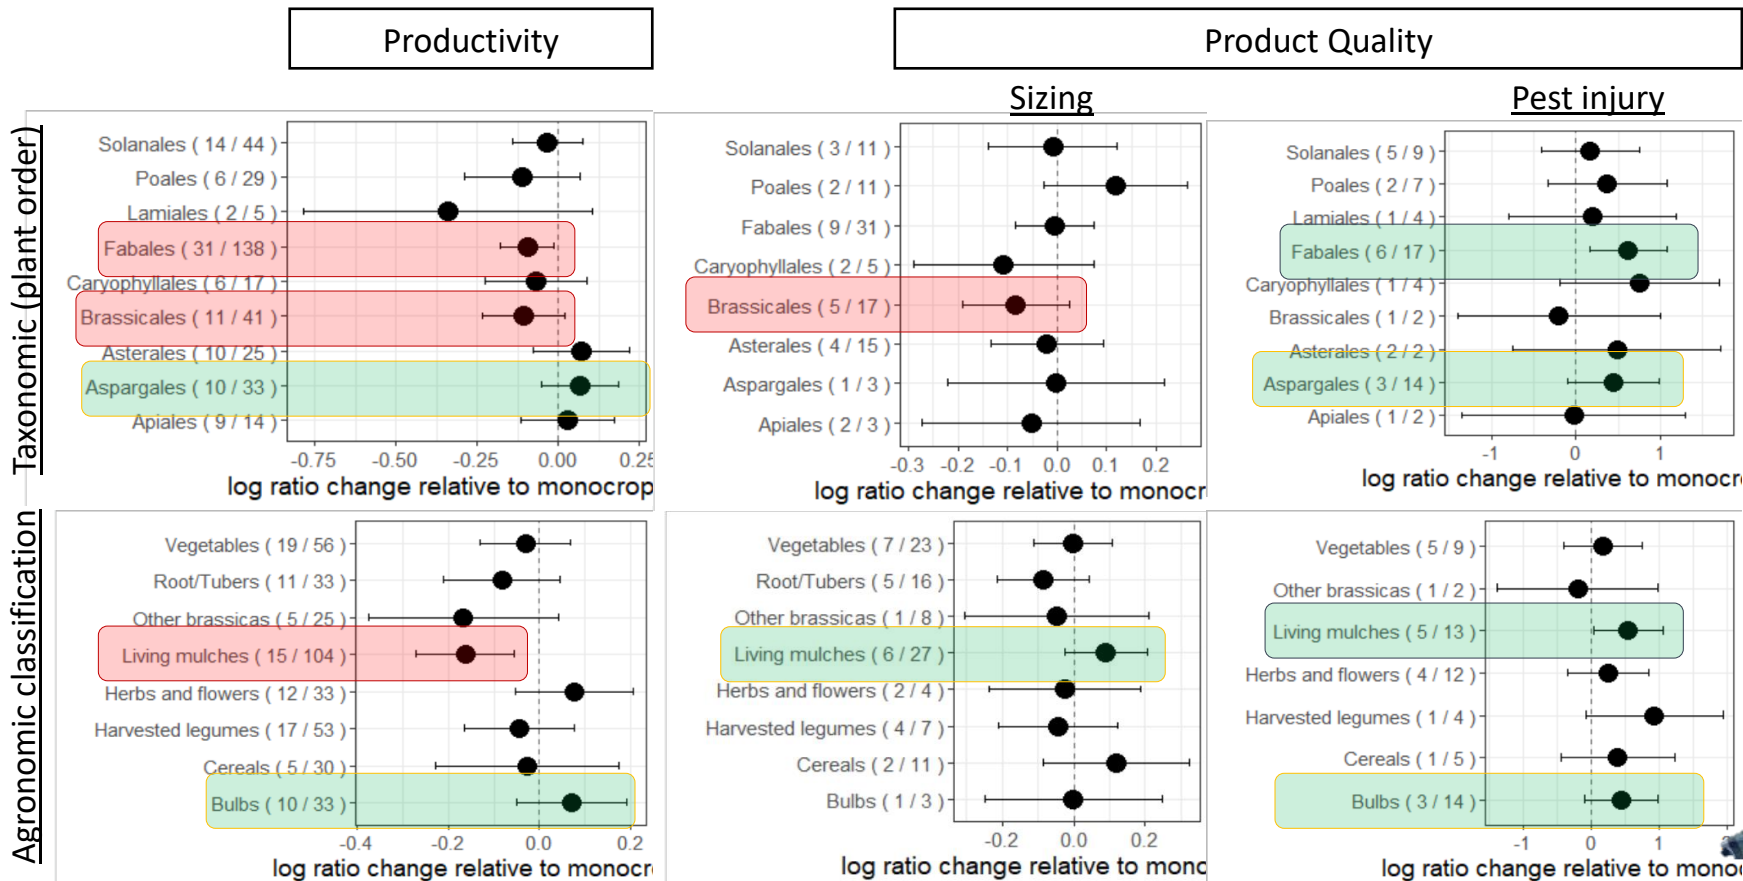 Productivity
Product Quality
Sizing
Pest injury
Taxonomic (plant order)
Solanales ( 14 / 44 )
Poales ( 6 / 29 )
Lamiales ( 2 / 5 )
Fabales ( 31 / 138 )
Caryophyllales ( 6 / 17 )
Brassicales ( 11 / 41 )
Asterales ( 10 / 25 )
Aspargales ( 10 / 33 )
Apiales ( 9 / 14 )
-0.75 -0.50 -0.25 0.00 0.25
log ratio change relative to monocrop
Solanales ( 3 / 11 )
Poales ( 2 / 11 )
Fabales ( 9 / 31 )
Caryophyllales ( 2 / 5 )
Brassicales ( 5 / 17 )
Asterales ( 4 / 15 )
Aspargales ( 1 / 3 )
Apiales ( 2 / 3 )
-0.3 -0.2 -0.1 0.0 0.1 0.2
log ratio change relative to monocr
Solanales ( 5 / 9 )
Poales ( 2 / 7 )
Lamiales ( 1 / 4 )
Fabales ( 6 / 17 )
Caryophyllales ( 1 / 4 )
Brassicales ( 1 / 2 )
Asterales ( 2 / 2 )
Aspargales ( 3 / 14 )
Apiales ( 1 / 2 )
-1 0 1
log ratio change relative to monocr
Agronomic classification
Vegetables ( 19 / 56 )
Root/Tubers ( 11 / 33 )
Other brassicas ( 5 / 25 )
Living mulches ( 15 / 104 )
Herbs and flowers ( 12 / 33 )
Harvested legumes ( 17 / 53 )
Cereals ( 5 / 30 )
Bulbs ( 10 / 33 )
-0.4 -0.2 0.0 0.2
log ratio change relative to monocr
Vegetables ( 7 / 23 )
Root/Tubers ( 5 / 16 )
Other brassicas ( 1 / 8 )
Living mulches ( 6 / 27 )
Herbs and flowers ( 2 / 4 )
Harvested legumes ( 4 / 7 )
Cereals ( 2 / 11 )
Bulbs ( 1 / 3 )
-0.2 0.0 0.2
log ratio change relative to mono
Vegetables ( 5 / 9 )
Other brassicas ( 1 / 2 )
Living mulches ( 5 / 13 )
Herbs and flowers ( 4 / 12 )
Harvested legumes ( 1 / 4 )
Cereals ( 1 / 5 )
Bulbs ( 3 / 14 )
-1 0 1 2
log ratio change relative to mono